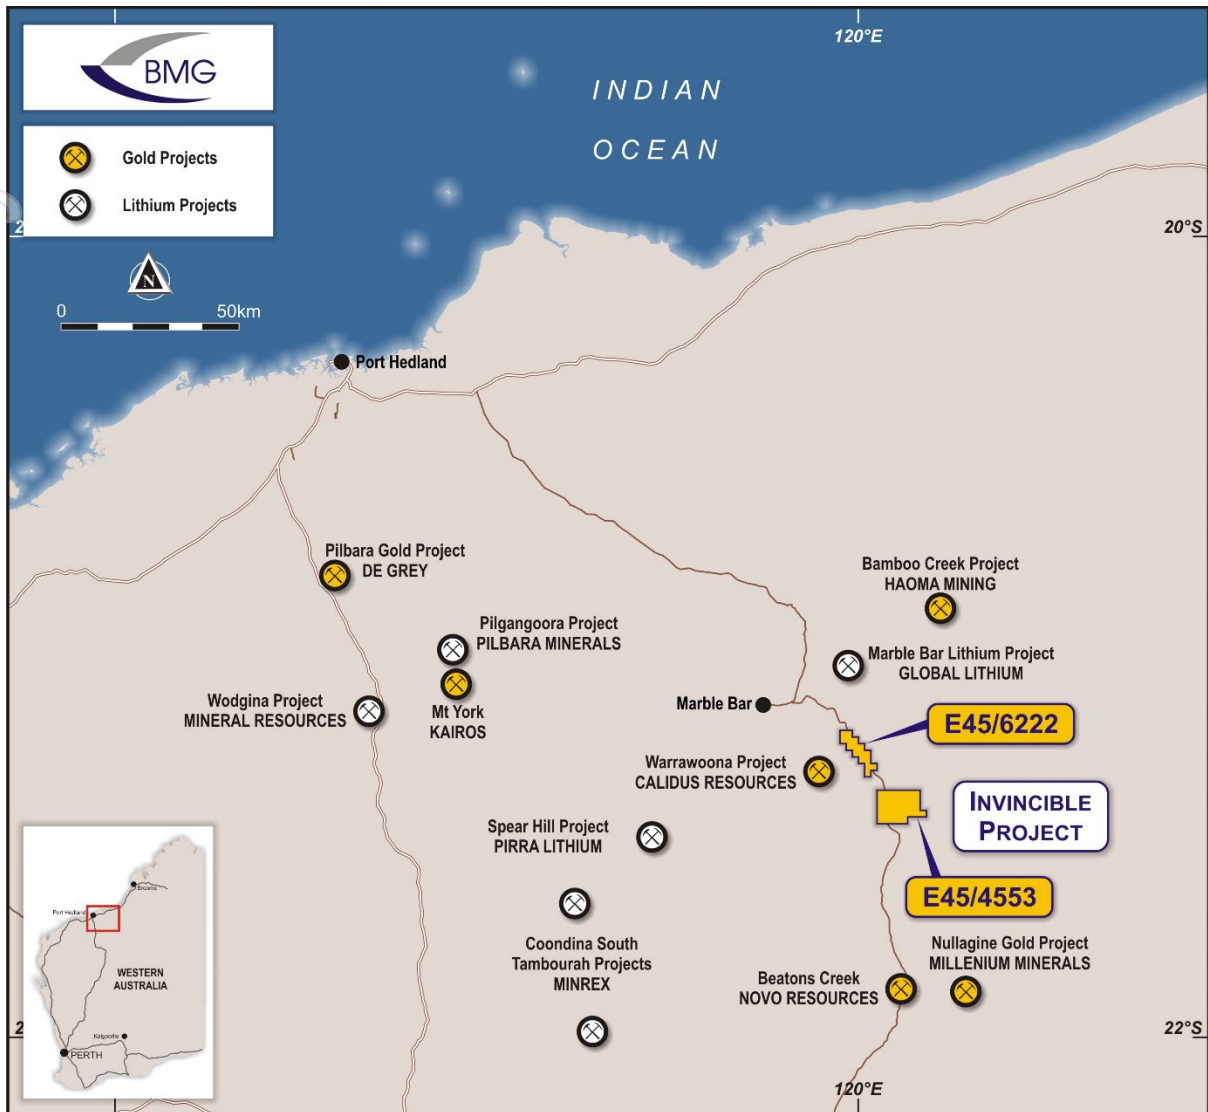 120°E
BMG
INDIAN
OCEAN
Gold Projects
Lithium Projects
20°S
N
0 50km
Port Hedland
Pilbara Gold Project
DE GREY
Bamboo Creek Project
HAOMA MINING
Pilgangoora Project
PILBARA MINERALS
Marble Bar Lithium Project
GLOBAL LITHIUM
Wodgina Project
MINERAL RESOURCES
Mt York
KAIROS
Marble Bar
E45/6222
Warrawoona Project
CALIDUS RESOURCES
INVINCIBLE
PROJECT
Spear Hill Project
PIRRA LITHIUM
E45/4553
Coondina South
Tambourah Projects
MINREX
Nullagine Gold Project
MILLENIUM MINERALS
Beatons Creek
NOVO RESOURCES
Broome
Port Hedland
WESTERN
AUSTRALIA
Kalgoorlie
PERTH
22°S
120°E